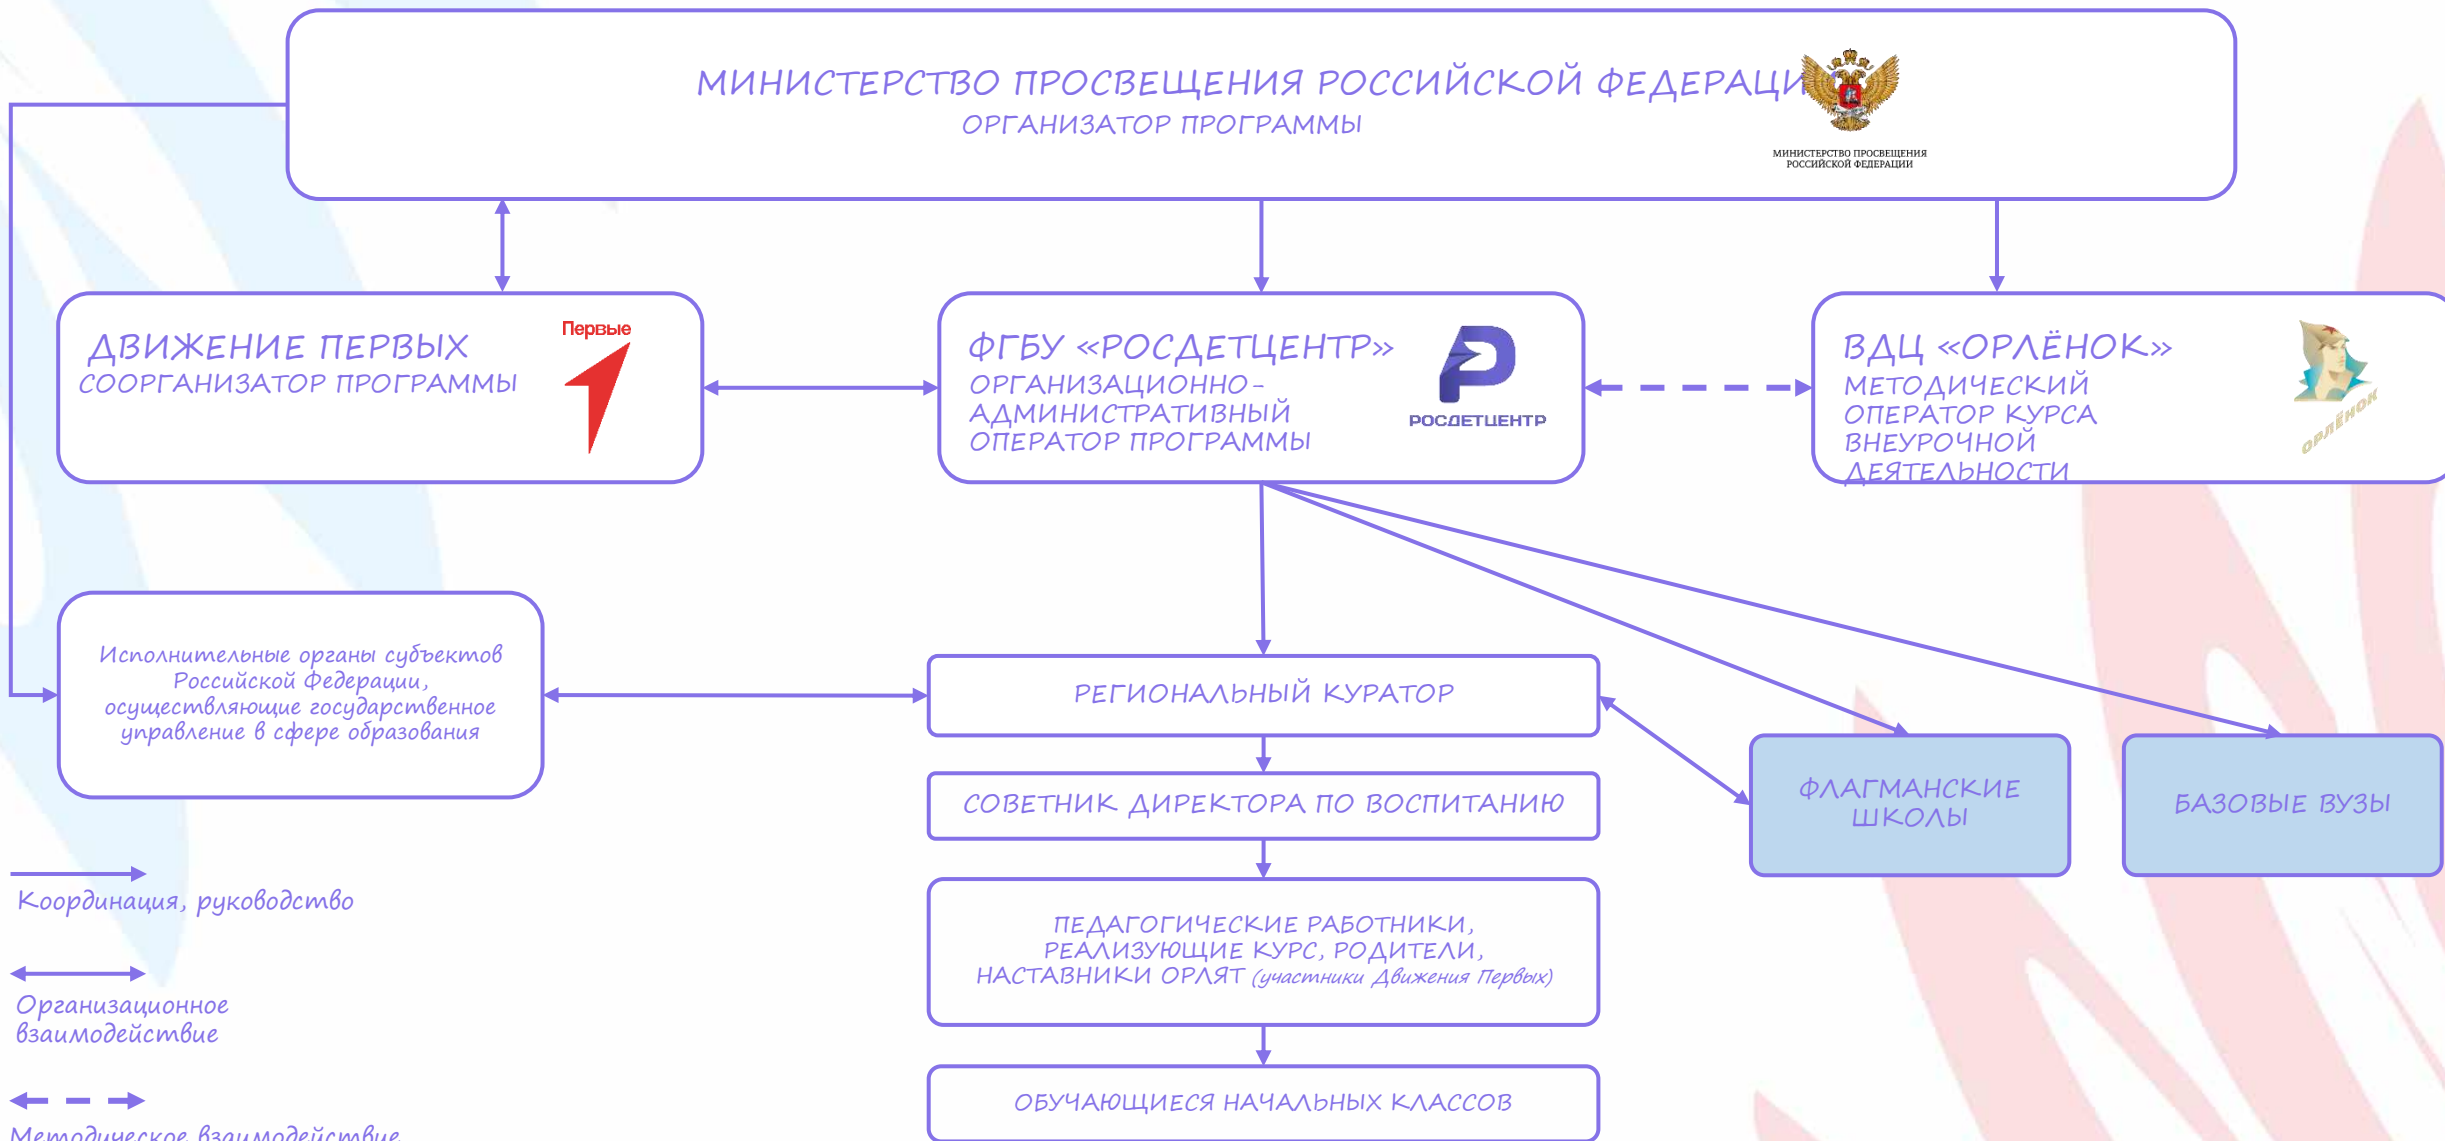 МИНИСТЕРСТВО ПРОСВЕЩЕНИЯ РОССИЙСКОЙ ФЕДЕРАЦИ
ОРГАНИЗАТОР ПРОГРАММЫ
МИНИСТЕРСТВО ПРОСВЕЩЕНИЯ
РОССИЙСКОЙ ФЕДЕРАЦИИ
ДВИЖЕНИЕ ПЕРВЫХ
СООРГАНИЗАТОР ПРОГРАММЫ
Первые
ФГБУ «РОСДЕТЦЕНТР»
ОРГАНИЗАЦИОННО-
АДМИНИСТРАТИВНЫЙ
ОПЕРАТОР ПРОГРАММЫ
РОСДЕТЦЕНТР
ВДЦ «ОРЛЁНОК»
МЕТОДИЧЕСКИЙ
ОПЕРАТОР КУРСА
ВНЕУРОЧНОЙ
ДЕЯТЕЛЬНОСТИ
ОРЛЁНОК
Исполнительные органы субъектов
Российской Федерации,
осуществляющие государственное
управление в сфере образования
РЕГИОНАЛЬНЫЙ КУРАТОР
СОВЕТНИК ДИРЕКТОРА ПО ВОСПИТАНИЮ
ФЛАГМАНСКИЕ
ШКОЛЫ
БАЗОВЫЕ ВУЗЫ
ПЕДАГОГИЧЕСКИЕ РАБОТНИКИ,
РЕАЛИЗУЮЩИЕ КУРС, РОДИТЕЛИ,
НАСТАВНИКИ ОРЛЯТ (участники Движения Первых)
ОБУЧАЮЩИЕСЯ НАЧАЛЬНЫХ КЛАССОВ
Координация, руководство
Организационное
взаимодействие
Методическое взаимодействие